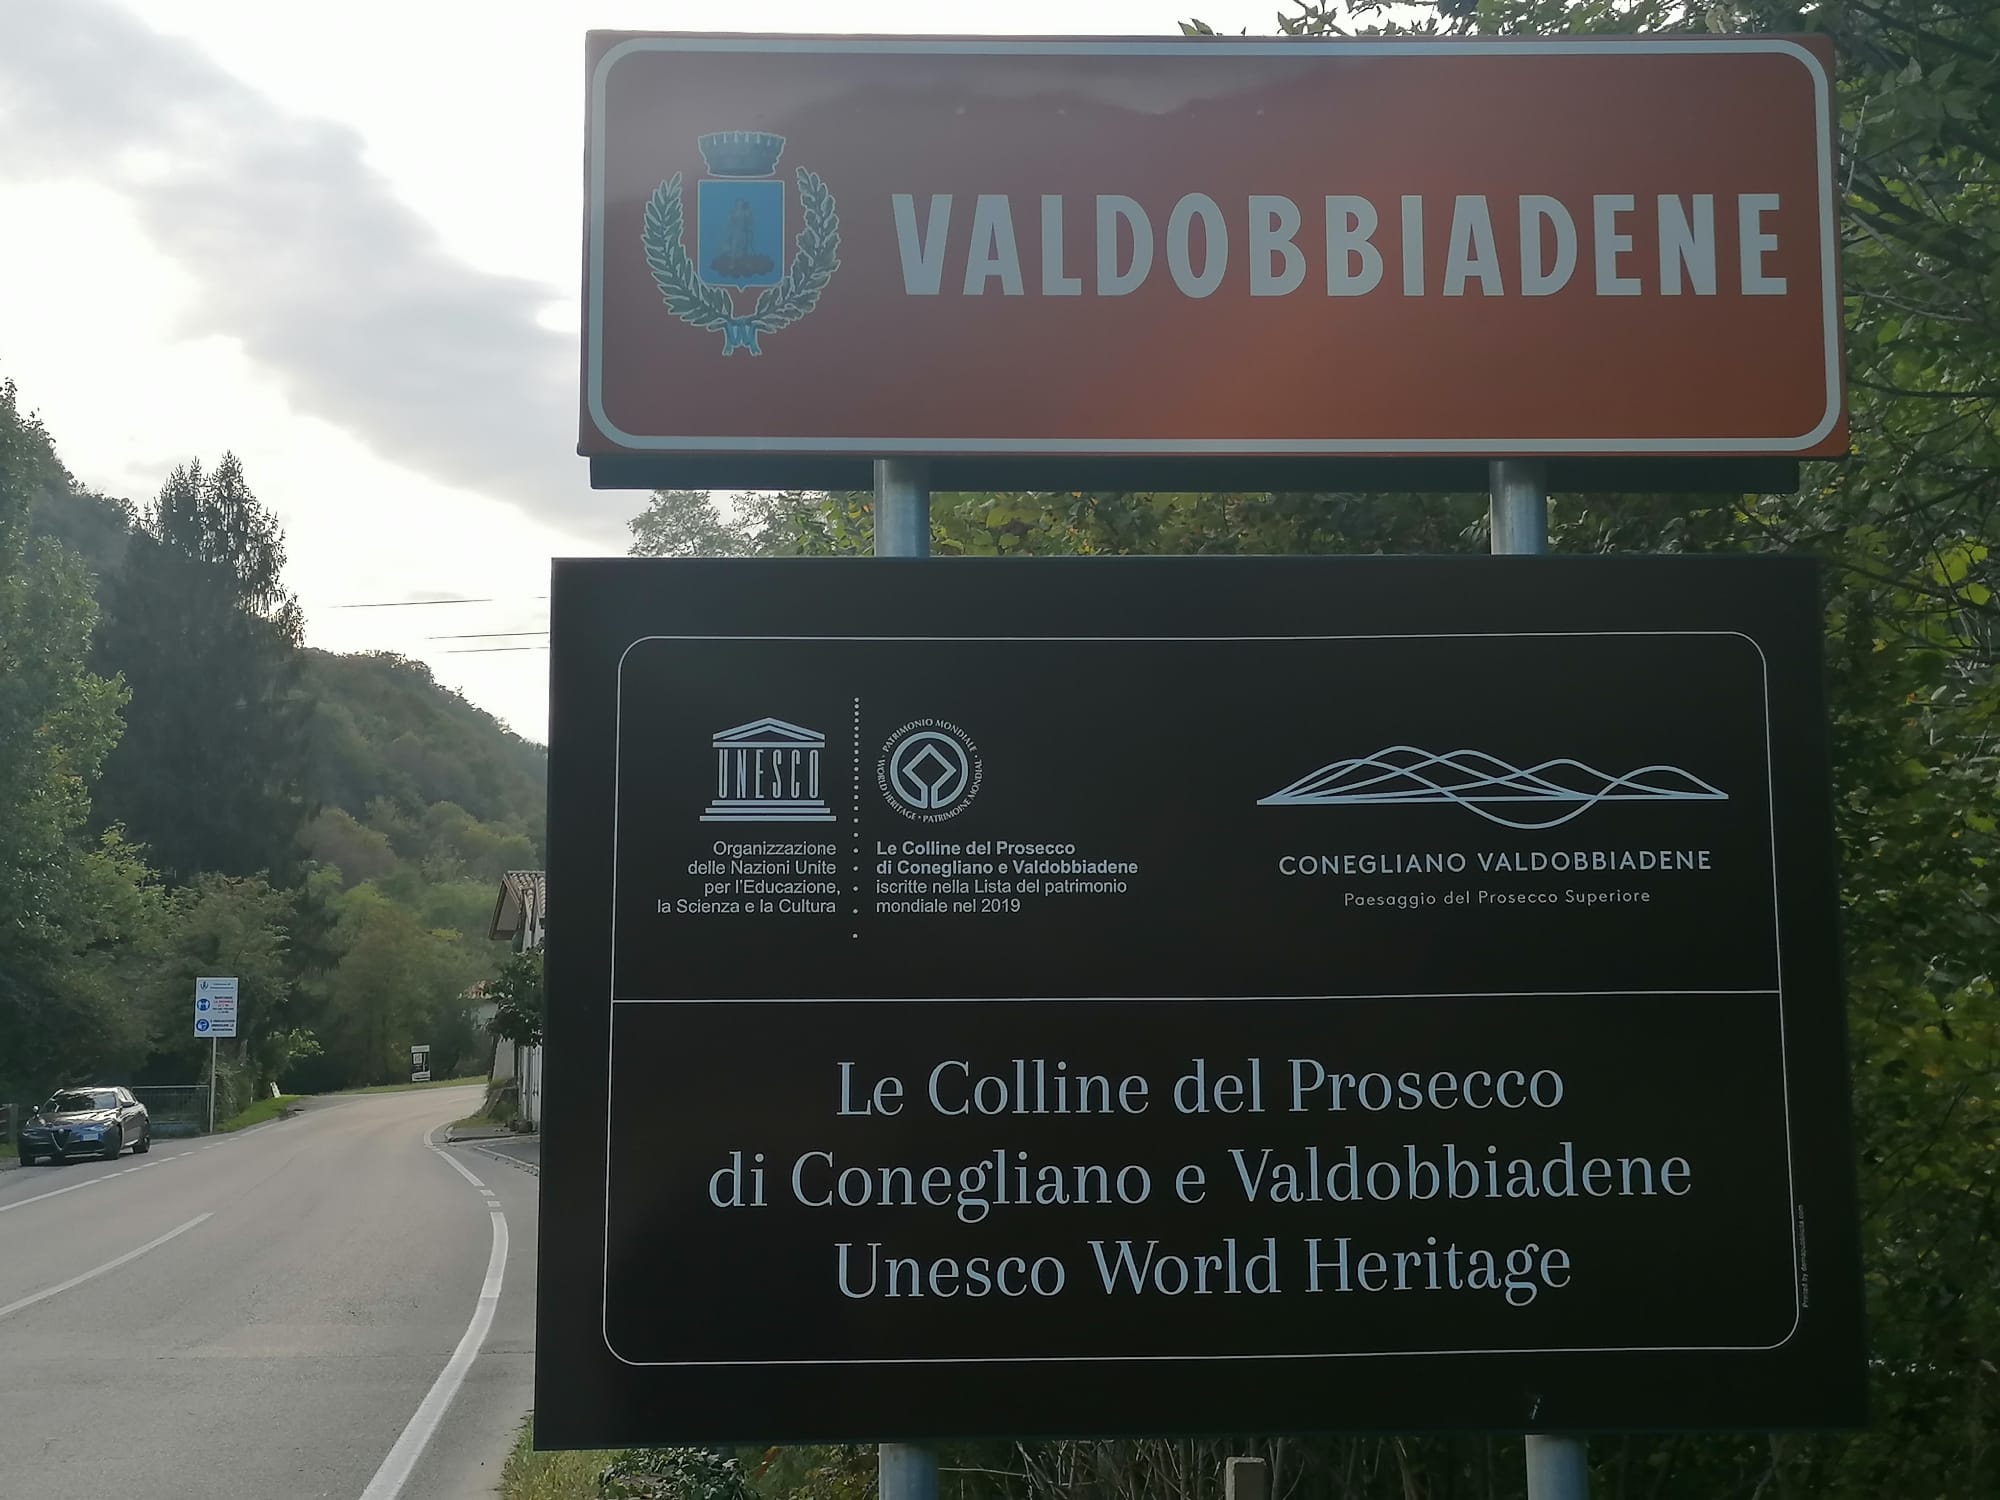 VALDOBBIADENE
UNESCO
PATRIMONIO MONDIALE • WORLD HERITAGE • PATRIMOINE MONDIAL •
Organizzazione
delle Nazioni Unite
per l'Educazione,
la Scienza e la Cultura
Le Colline del Prosecco
di Conegliano e Valdobbiadene
iscritte nella Lista del patrimonio
mondiale nel 2019
CONEGLIANO VALDOBBIADENE
Paesaggio del Prosecco Superiore
Le Colline del Prosecco
di Conegliano e Valdobbiadene
Unesco World Heritage